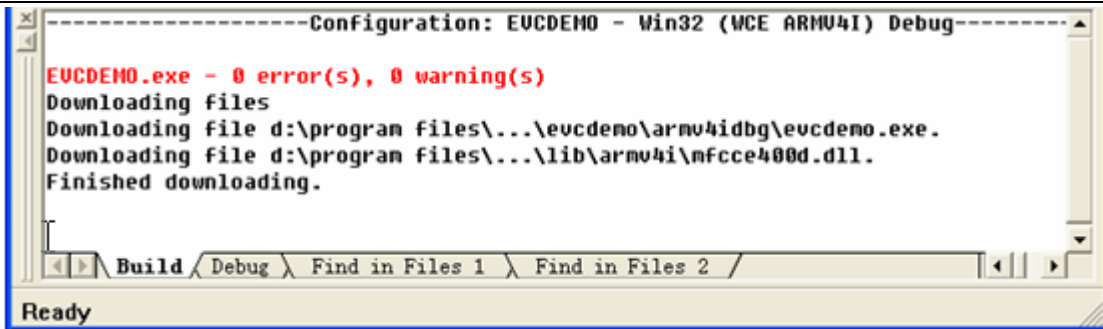 --------------------Configuration: EVCDEMO - Win32 (WCE ARMV4I) Debug---------
EVCDEMO.exe - 0 error(s), 0 warning(s)
Downloading files
Downloading file d:\program files\...\evcdemo\armv4idbg\evcdemo.exe.
Downloading file d:\program files\...\lib\armv4i\mfcce400d.dll.
Finished downloading.
Build Debug Find in Files 1 Find in Files 2
Ready